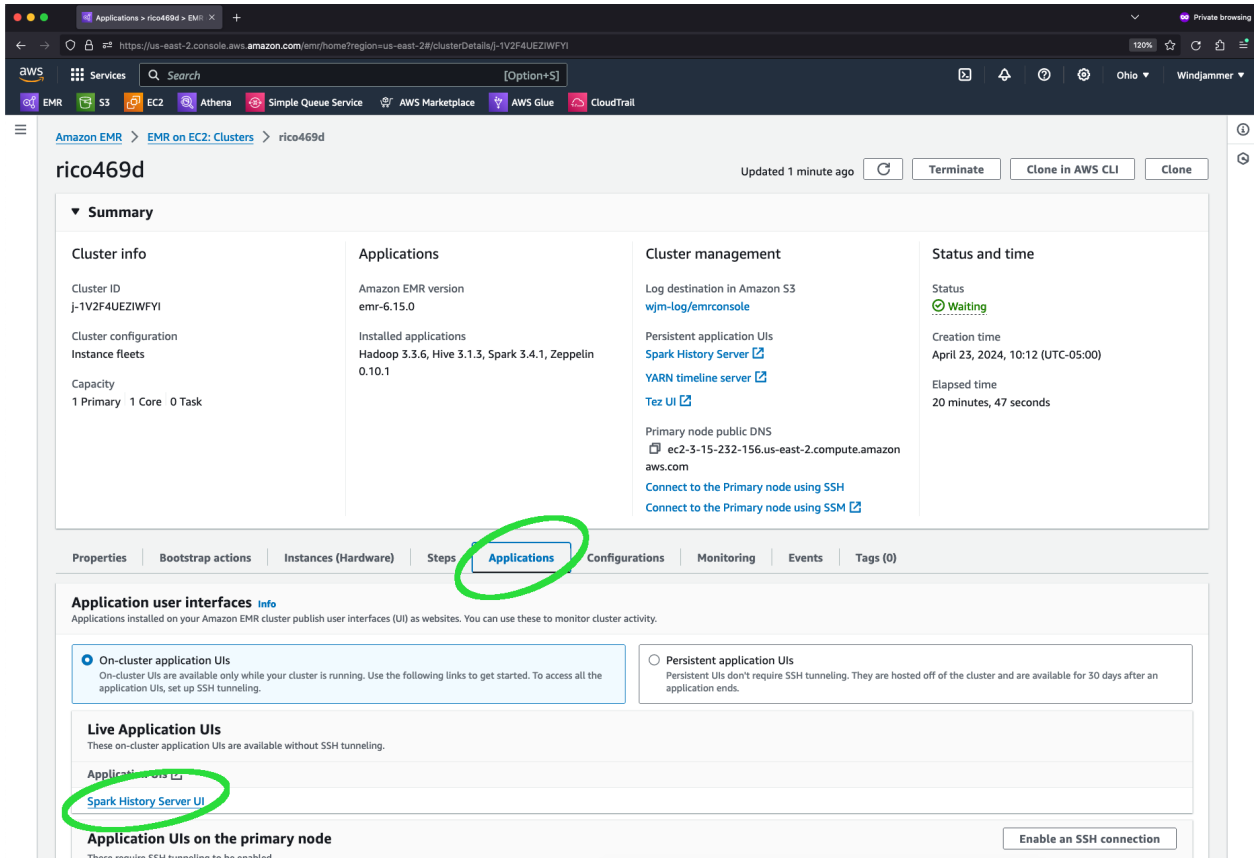 Applications > rico469d > EMR
Private browsing
https://us-east-2.console.aws.amazon.com/emr/home?region=us-east-2#/clusterDetails/j-1V2F4UEZIWFYI
120%
aws
Services
Search
[Option+S]
Ohio
Windjammer
EMR
S3
EC2
Athena
Simple Queue Service
AWS Marketplace
AWS Glue
CloudTrail
Amazon EMR > EMR on EC2: Clusters > rico469d
rico469d
Updated 1 minute ago
Terminate
Clone in AWS CLI
Clone
Summary
Cluster info
Cluster ID
j-1V2F4UEZIWFYI
Cluster configuration
Instance fleets
Capacity
1 Primary 1 Core 0 Task
Applications
Amazon EMR version
emr-6.15.0
Installed applications
Hadoop 3.3.6, Hive 3.1.3, Spark 3.4.1, Zeppelin
0.10.1
Cluster management
Log destination in Amazon S3
wjm-log/emrconsole
Persistent application UIs
Spark History Server
YARN timeline server
Tez UI
Primary node public DNS
ec2-3-15-232-156.us-east-2.compute.amazon
aws.com
Connect to the Primary node using SSH
Connect to the Primary node using SSM
Status and time
Status
Waiting
Creation time
April 23, 2024, 10:12 (UTC-05:00)
Elapsed time
20 minutes, 47 seconds
Properties
Bootstrap actions
Instances (Hardware)
Steps
Applications
Configurations
Monitoring
Events
Tags (0)
Application user interfaces Info
Applications installed on your Amazon EMR cluster publish user interfaces (UI) as websites. You can use these to monitor cluster activity.
On-cluster application UIs
On-cluster UIs are available only while your cluster is running. Use the following links to get started. To access all the
application UIs, set up SSH tunneling.
Persistent application UIs
Persistent UIs don't require SSH tunneling. They are hosted off of the cluster and are available for 30 days after an
application ends.
Live Application UIs
These on-cluster application UIs are available without SSH tunneling.
Application UIs
Spark History Server UI
Application UIs on the primary node
Enable an SSH connection
These require SSH tunneling to be enabled